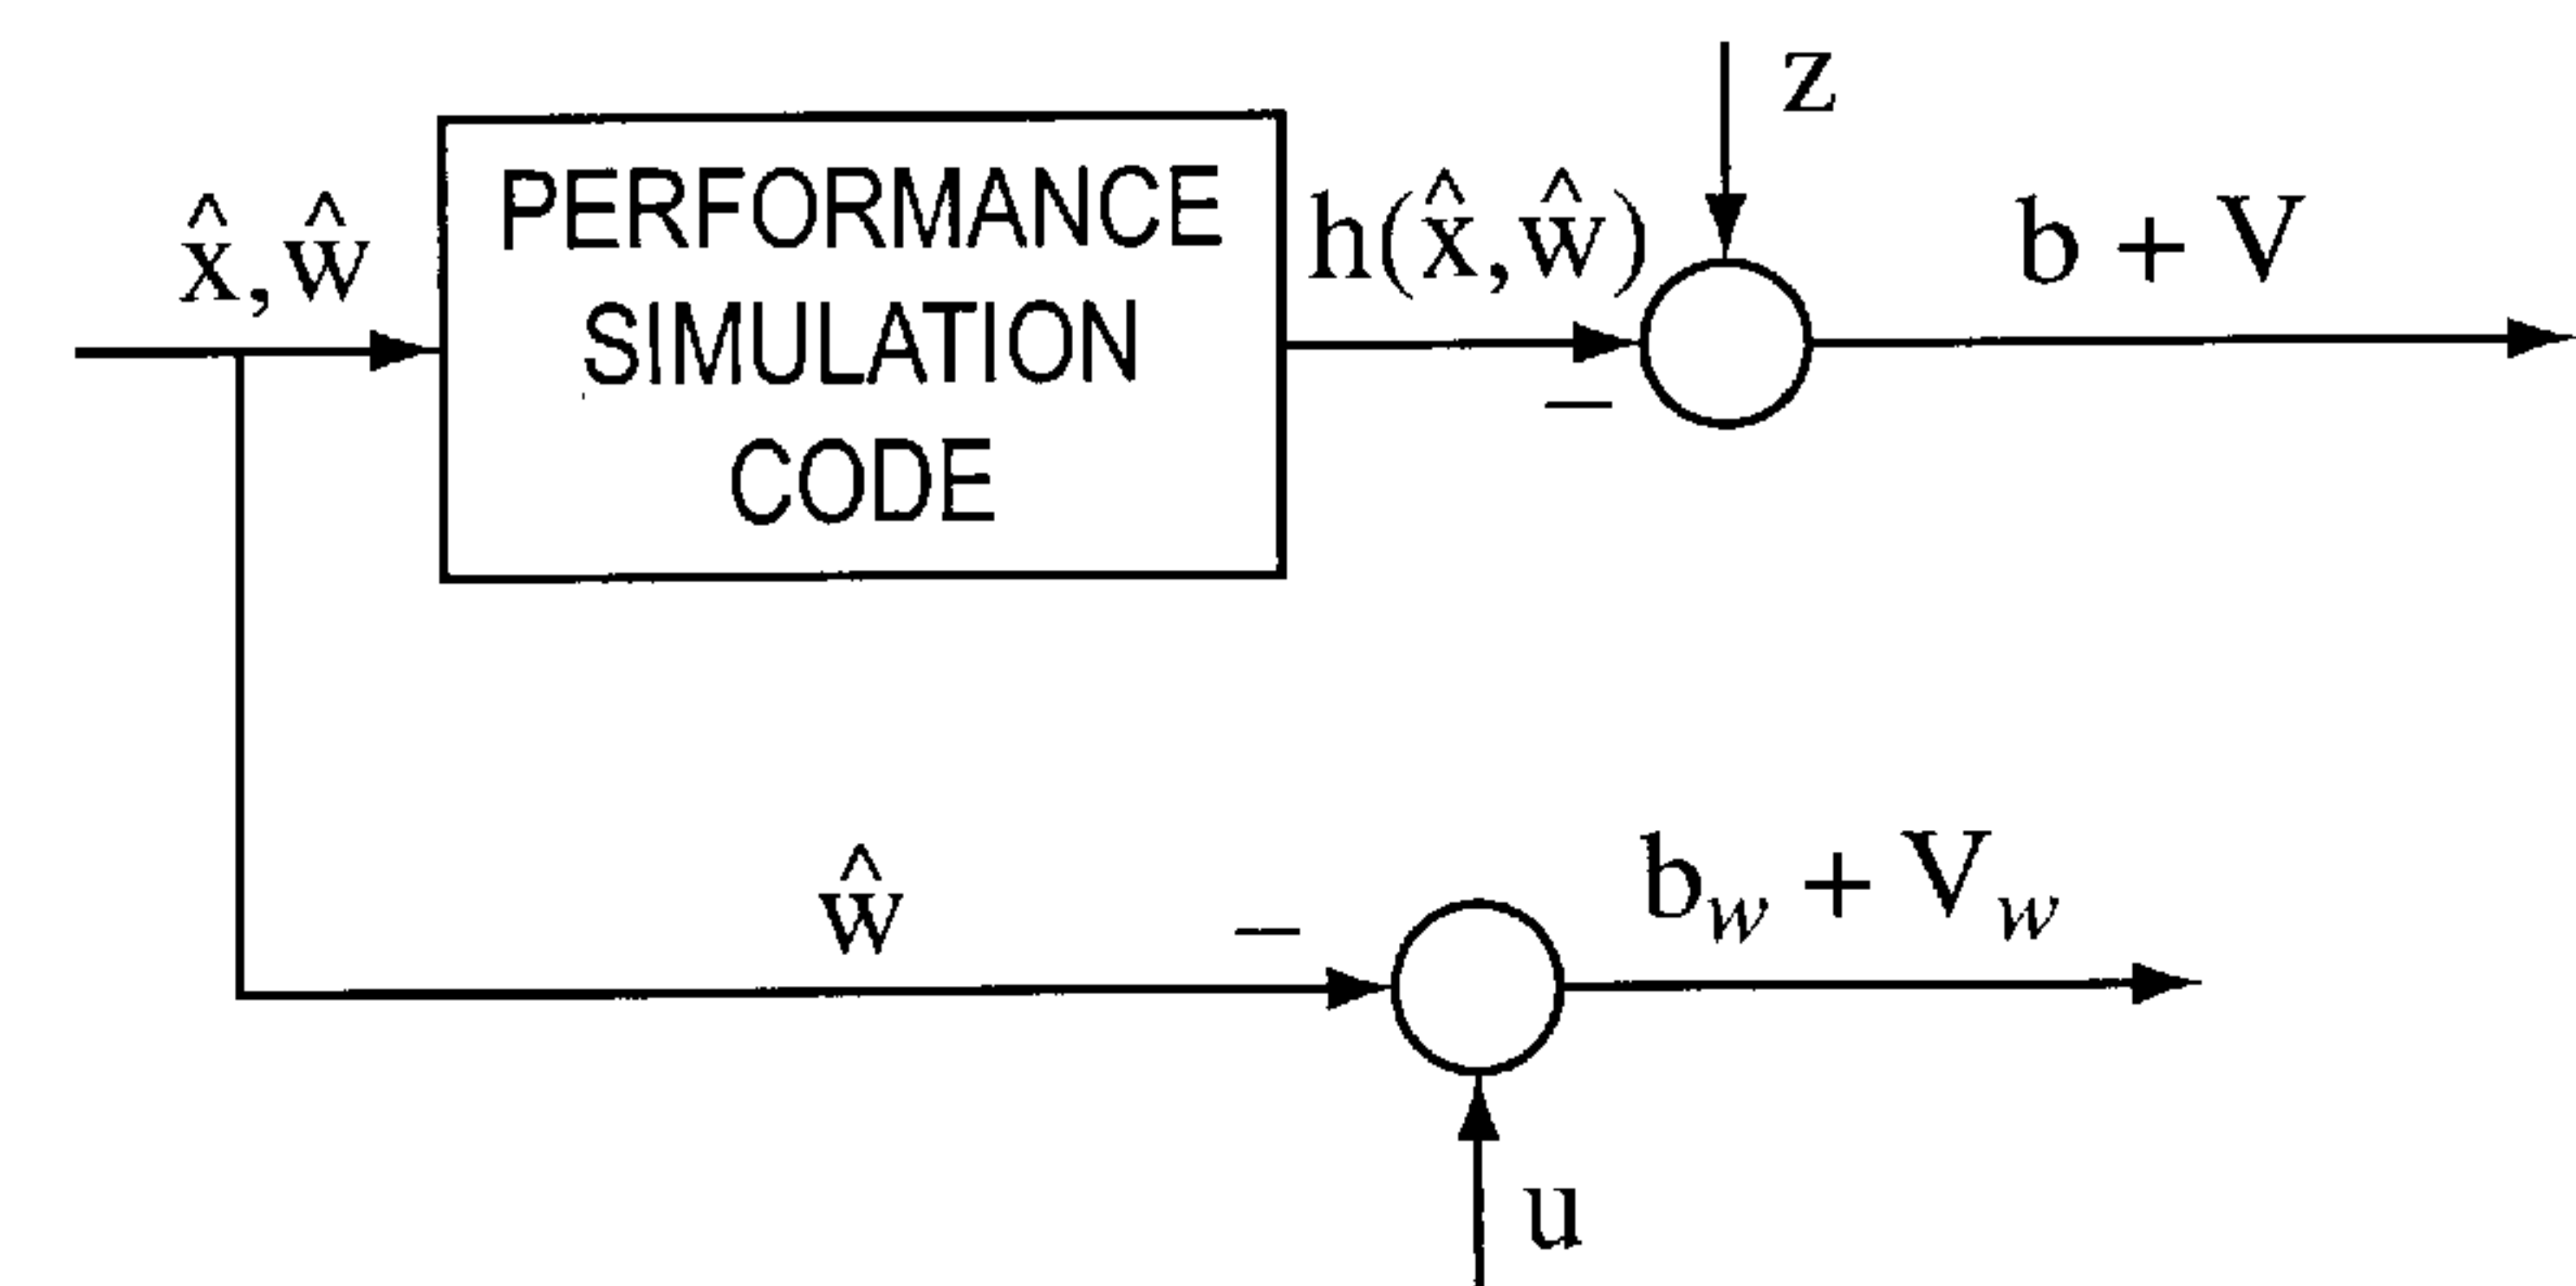 z
x̂,ŵ
PERFORMANCE
SIMULATION
CODE
h(x̂,ŵ)
−
b + V
ŵ
−
b_w + V_w
u